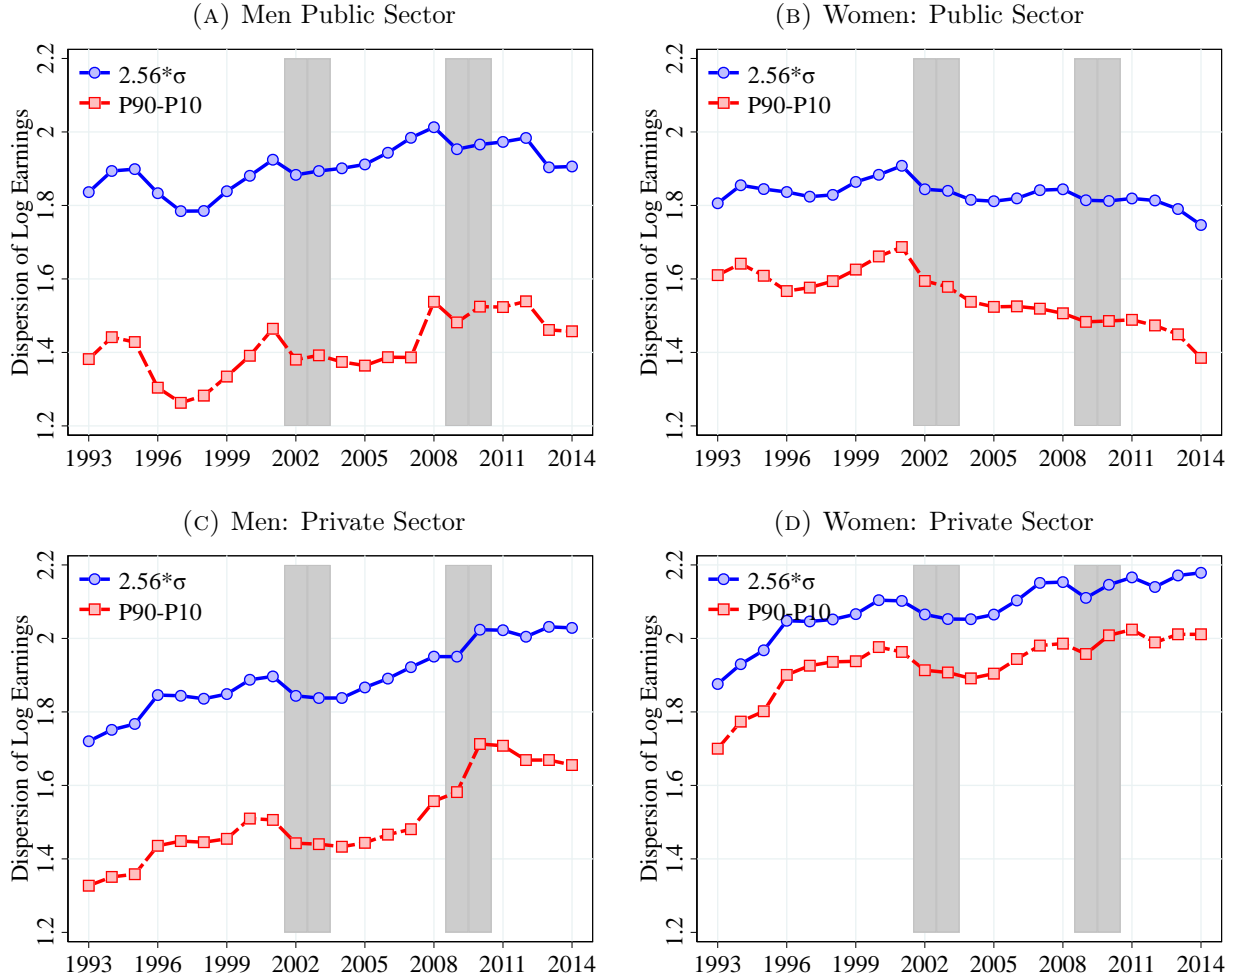 (A) Men Public Sector
2.56*σ
P90-P10
Dispersion of Log Earnings
2.2
2
1.8
1.6
1.4
1.2
1993 1996 1999 2002 2005 2008 2011 2014
(B) Women: Public Sector
2.56*σ
P90-P10
Dispersion of Log Earnings
2.2
2
1.8
1.6
1.4
1.2
1993 1996 1999 2002 2005 2008 2011 2014
(C) Men: Private Sector
2.56*σ
P90-P10
Dispersion of Log Earnings
2.2
2
1.8
1.6
1.4
1.2
1993 1996 1999 2002 2005 2008 2011 2014
(D) Women: Private Sector
2.56*σ
P90-P10
Dispersion of Log Earnings
2.2
2
1.8
1.6
1.4
1.2
1993 1996 1999 2002 2005 2008 2011 2014